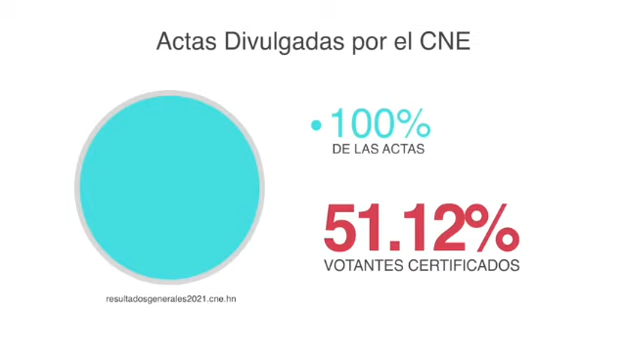 Actas Divulgadas por el CNE
• 100%
DE LAS ACTAS
51.12%
VOTANTES CERTIFICADOS
resultadosgenerales2021.cne.hn